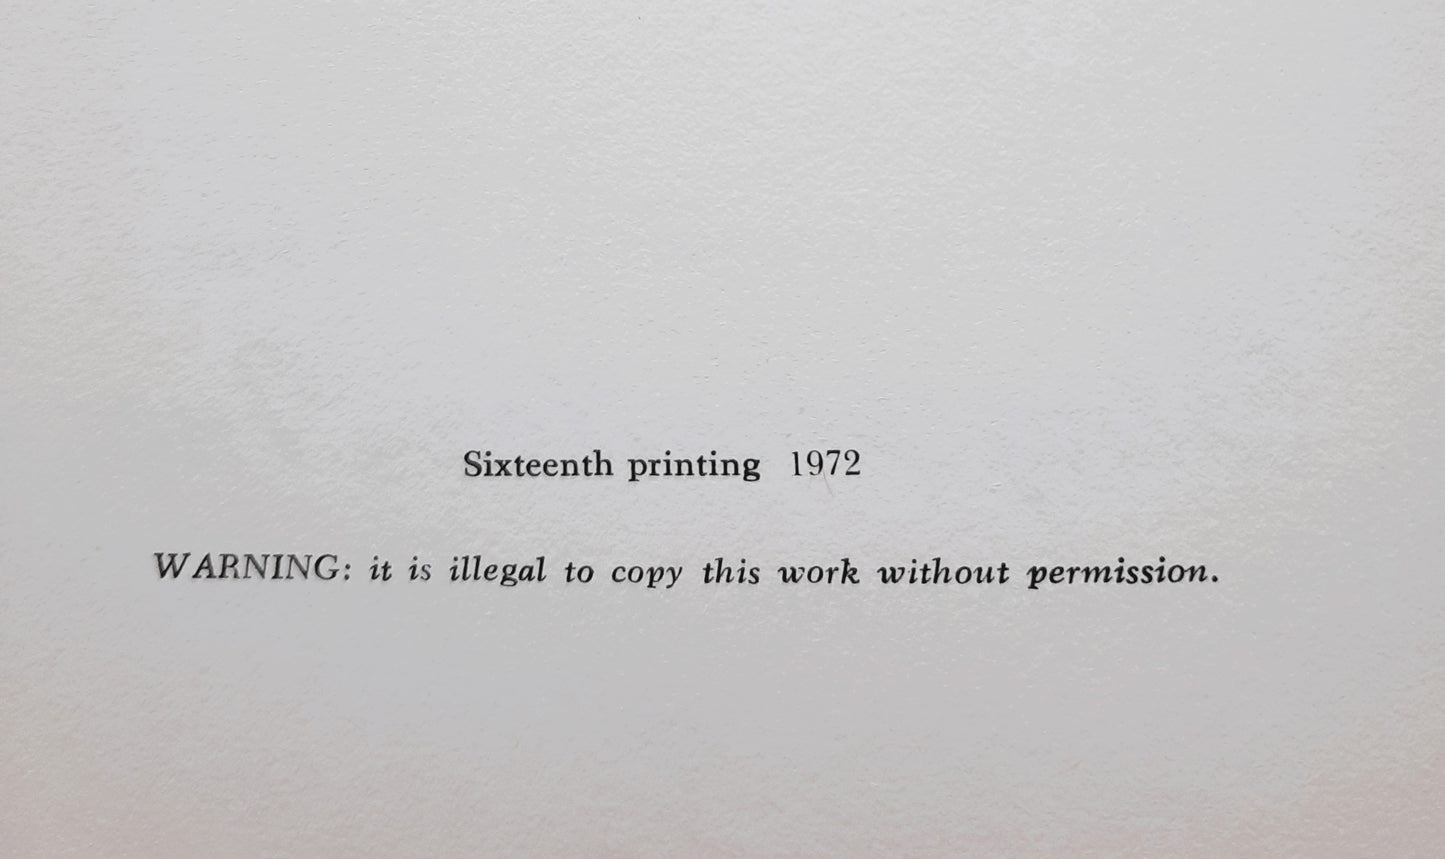 Sixteenth printing 1972
WARNING: it is illegal to copy this work without permission.